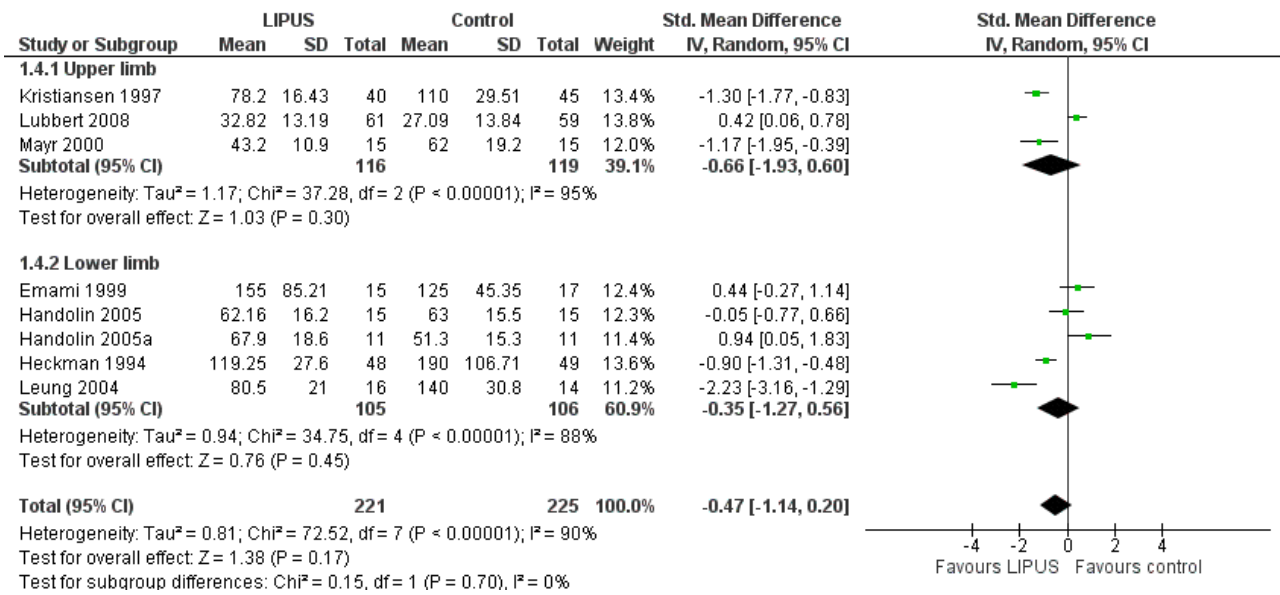 LIPUS Control Std. Mean Difference Std. Mean Difference
Study or Subgroup Mean SD Total Mean SD Total Weight IV, Random, 95% CI IV, Random, 95% CI
1.4.1 Upper limb
Kristiansen 1997 78.2 16.43 40 110 29.51 45 13.4% -1.30 [-1.77, -0.83]
Lubbert 2008 32.82 13.19 61 27.09 13.84 59 13.8% 0.42 [0.06, 0.78]
Mayr 2000 43.2 10.9 15 62 19.2 15 12.0% -1.17 [-1.95, -0.39]
Subtotal (95% CI) 116 119 39.1% -0.66 [-1.93, 0.60]
Heterogeneity: Tau² = 1.17; Chi² = 37.28, df = 2 (P < 0.00001); I² = 95%
Test for overall effect: Z = 1.03 (P = 0.30)
1.4.2 Lower limb
Emami 1999 155 85.21 15 125 45.35 17 12.4% 0.44 [-0.27, 1.14]
Handolin 2005 62.16 16.2 15 63 15.5 15 12.3% -0.05 [-0.77, 0.66]
Handolin 2005a 67.9 18.6 11 51.3 15.3 11 11.4% 0.94 [0.05, 1.83]
Heckman 1994 119.25 27.6 48 190 106.71 49 13.6% -0.90 [-1.31, -0.48]
Leung 2004 80.5 21 16 140 30.8 14 11.2% -2.23 [-3.16, -1.29]
Subtotal (95% CI) 105 106 60.9% -0.35 [-1.27, 0.56]
Heterogeneity: Tau² = 0.94; Chi² = 34.75, df = 4 (P < 0.00001); I² = 88%
Test for overall effect: Z = 0.76 (P = 0.45)
Total (95% CI) 221 225 100.0% -0.47 [-1.14, 0.20]
Heterogeneity: Tau² = 0.81; Chi² = 72.52, df = 7 (P < 0.00001); I² = 90%
Test for overall effect: Z = 1.38 (P = 0.17)
Test for subgroup differences: Chi² = 0.15, df = 1 (P = 0.70), I² = 0%
-4 -2 0 2 4
Favours LIPUS Favours control